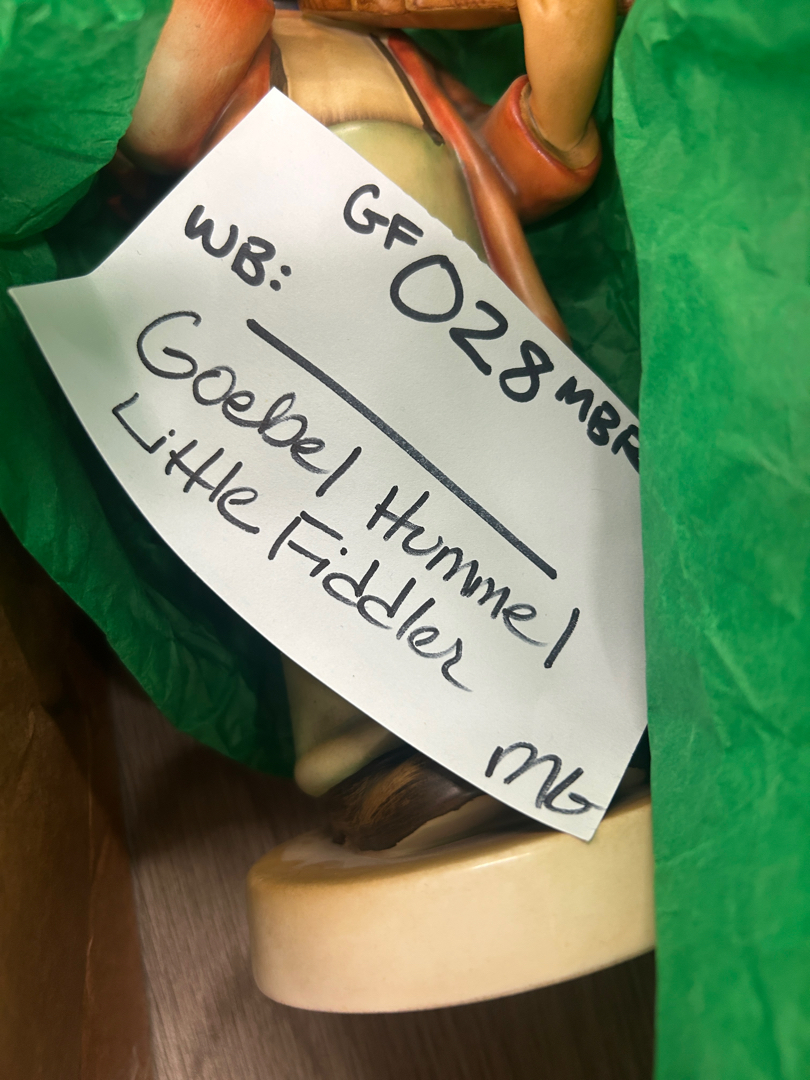 GF028MBR
WB:
Goebel Hummel
Little Fiddler
MG